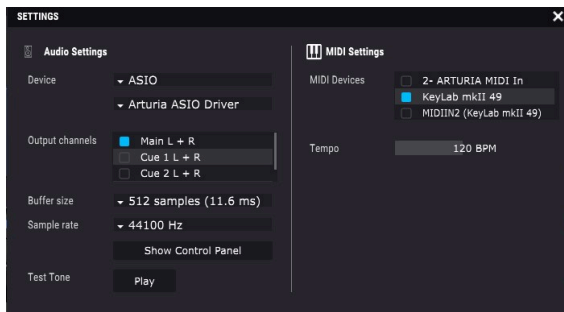 SETTINGS
Audio Settings
Device
ASIO
Arturia ASIO Driver
Output channels
Main L + R
Cue 1 L + R
Cue 2 L + R
Buffer size
512 samples (11.6 ms)
Sample rate
44100 Hz
Show Control Panel
Test Tone
Play
MIDI Settings
MIDI Devices
2- ARTURIA MIDI In
KeyLab mkII 49
MIDIIN2 (KeyLab mkII 49)
Tempo
120 BPM